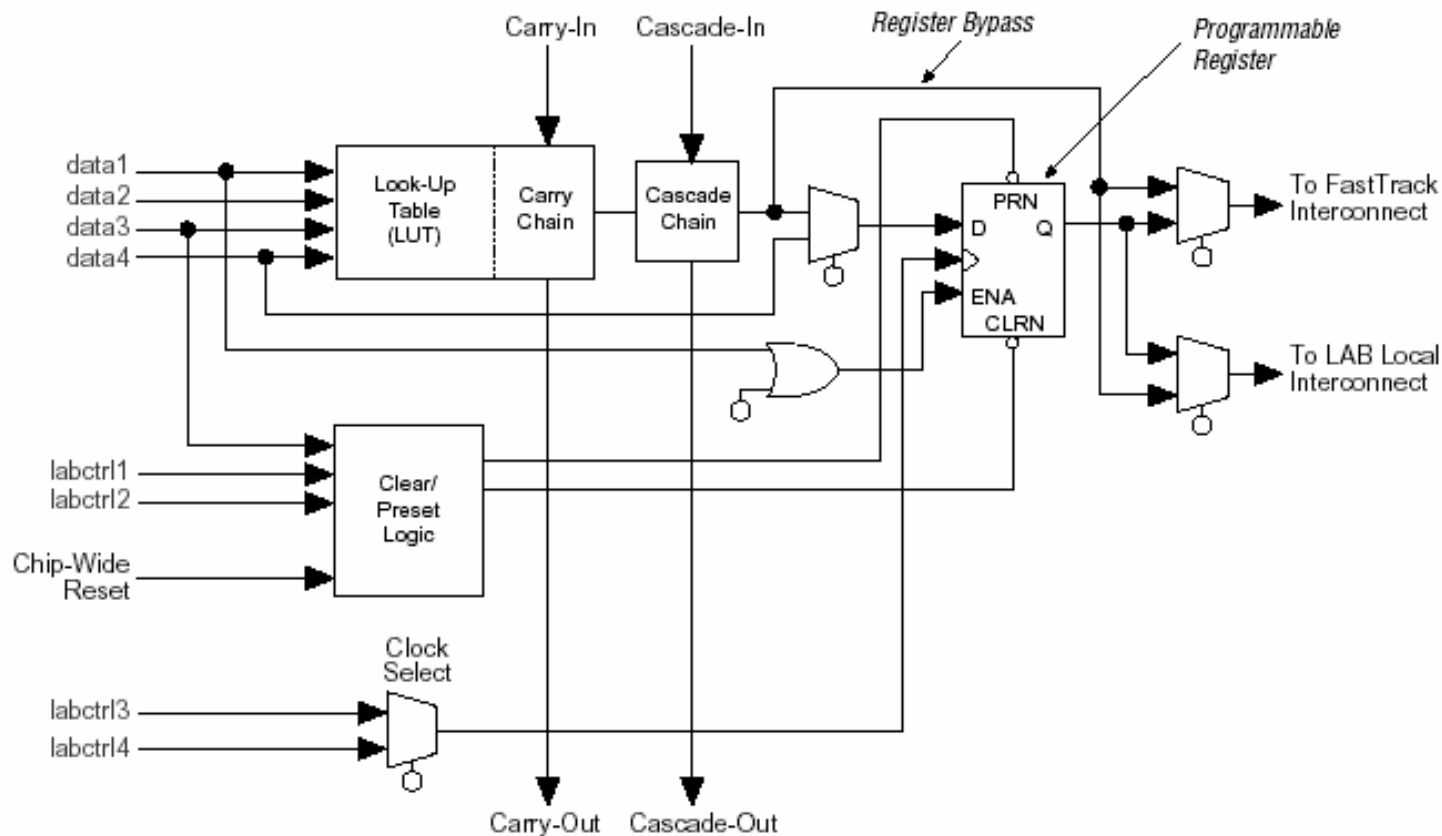 Carry-In
Cascade-In
Register Bypass
Programmable
Register
data1
data2
data3
data4
Look-Up
Table
(LUT)
Carry
Chain
Cascade
Chain
PRN
D
Q
ENA
CLRN
To FastTrack
Interconnect
To LAB Local
Interconnect
labctrl1
labctrl2
Clear/
Preset
Logic
Chip-Wide
Reset
Clock
Select
labctrl3
labctrl4
Carry-Out
Cascade-Out